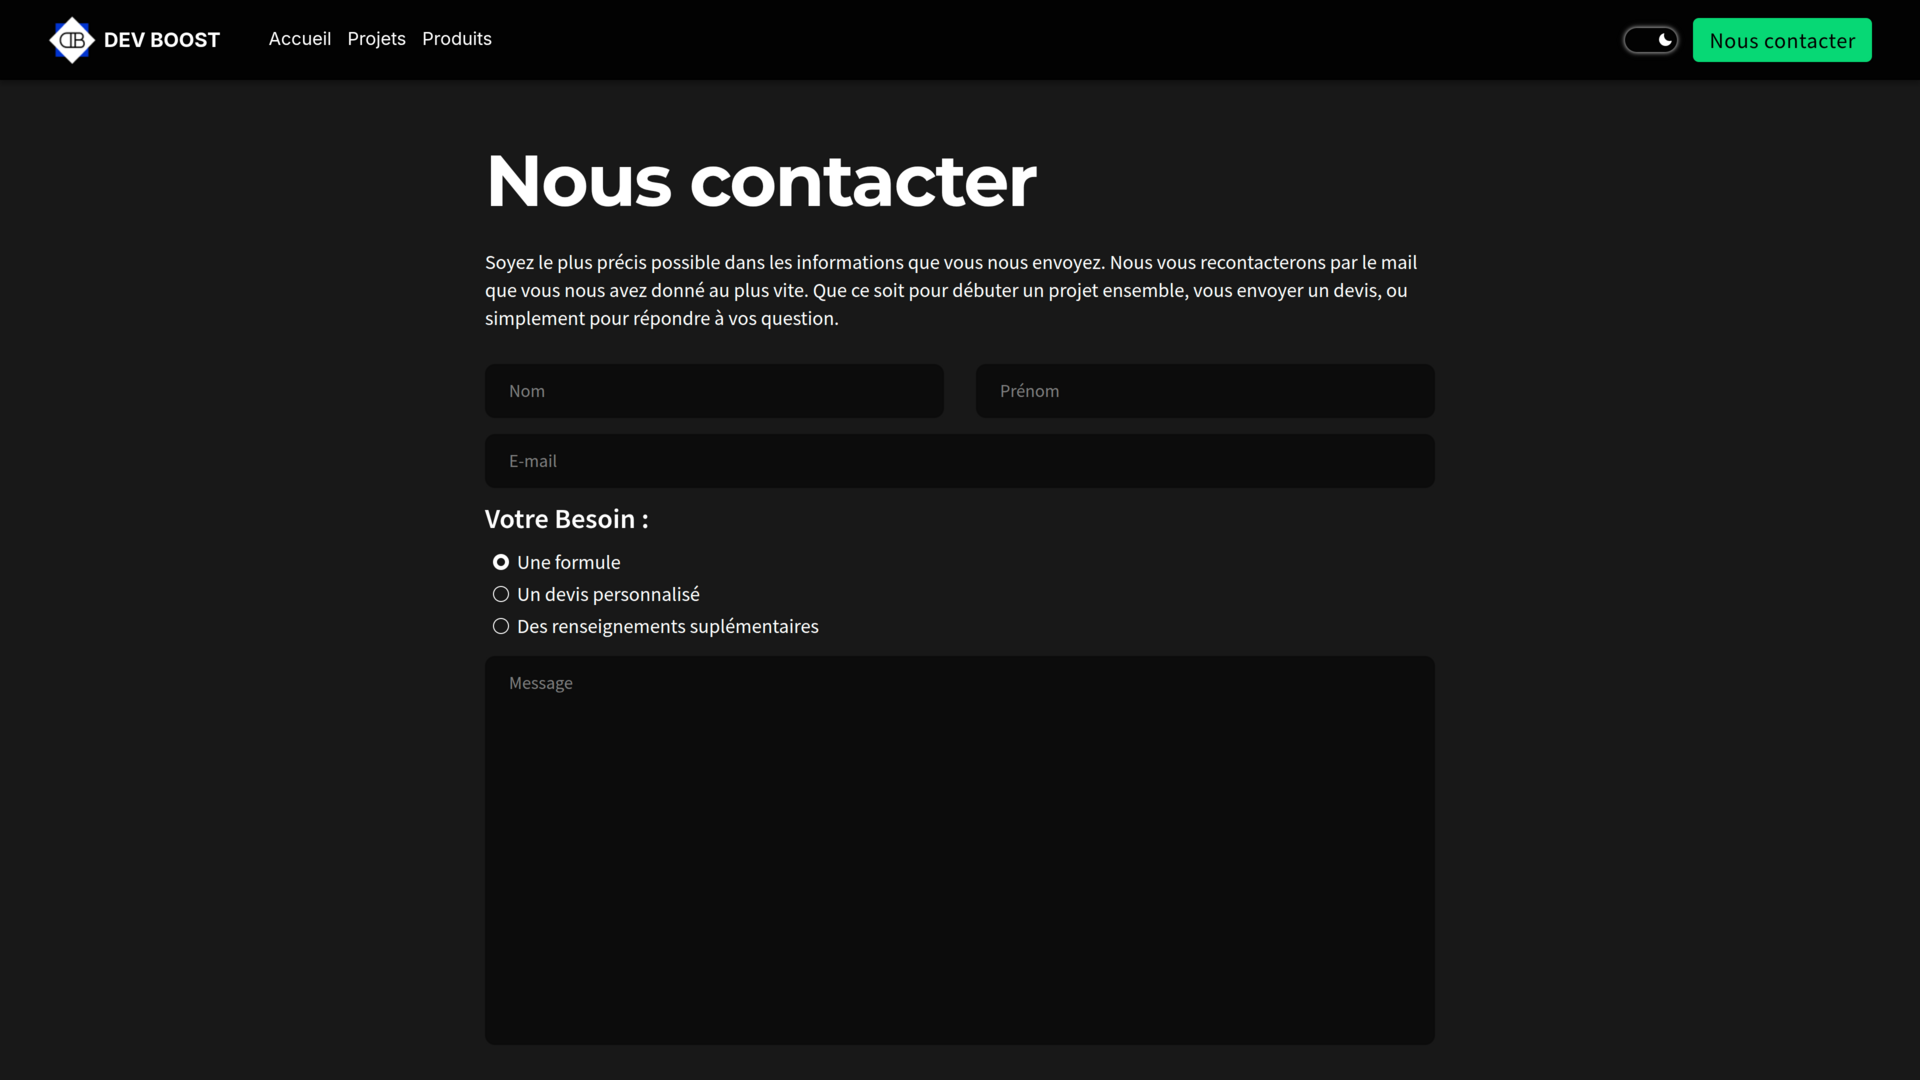 DB DEV BOOST Accueil Projets Produits Nous contacter
Nous contacter
Soyez le plus précis possible dans les informations que vous nous envoyez. Nous vous recontacterons par le mail
que vous nous avez donné au plus vite. Que ce soit pour débuter un projet ensemble, vous envoyer un devis, ou
simplement pour répondre à vos question.
Nom Prénom
E-mail
Votre Besoin :
Une formule
Un devis personnalisé
Des renseignements suplémentaires
Message